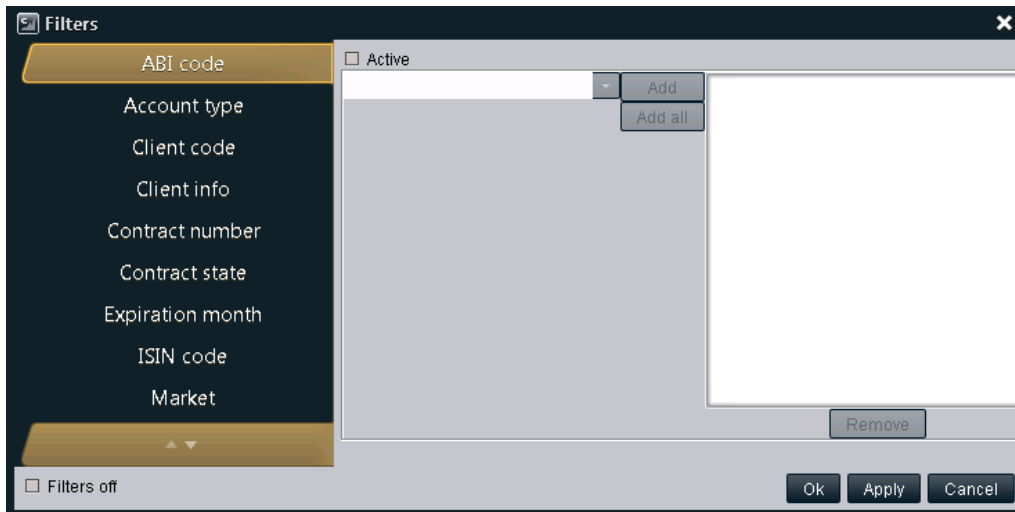 Filters
ABI code
Account type
Client code
Client info
Contract number
Contract state
Expiration month
ISIN code
Market
Active
Add
Add all
Remove
Filters off
Ok Apply Cancel